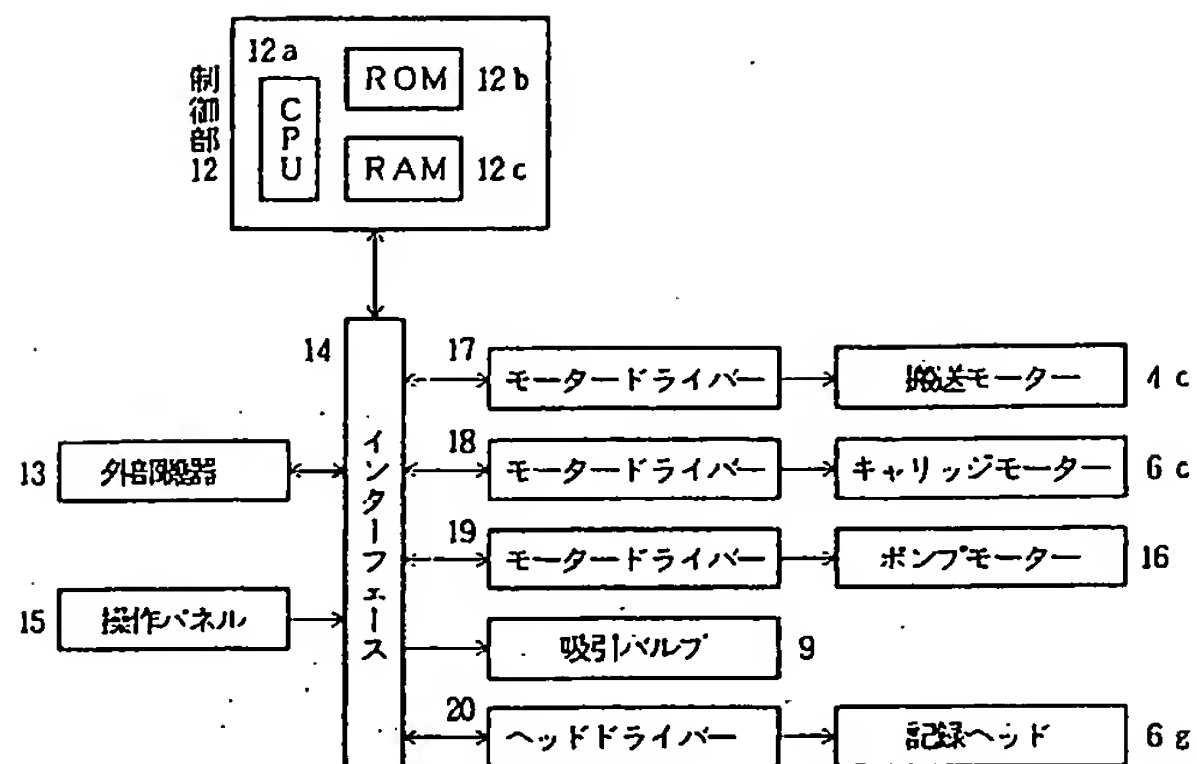 制御部12
12a
CPU
ROM
12b
RAM
12c
14
インターフェース
13
外部機器
15
操作パネル
17
モータードライバー
搬送モーター
4c
18
モータードライバー
キャリッジモーター
6c
19
モータードライバー
ポンプモーター
16
吸引バルブ
9
20
ヘッドドライバー
記録ヘッド
6g